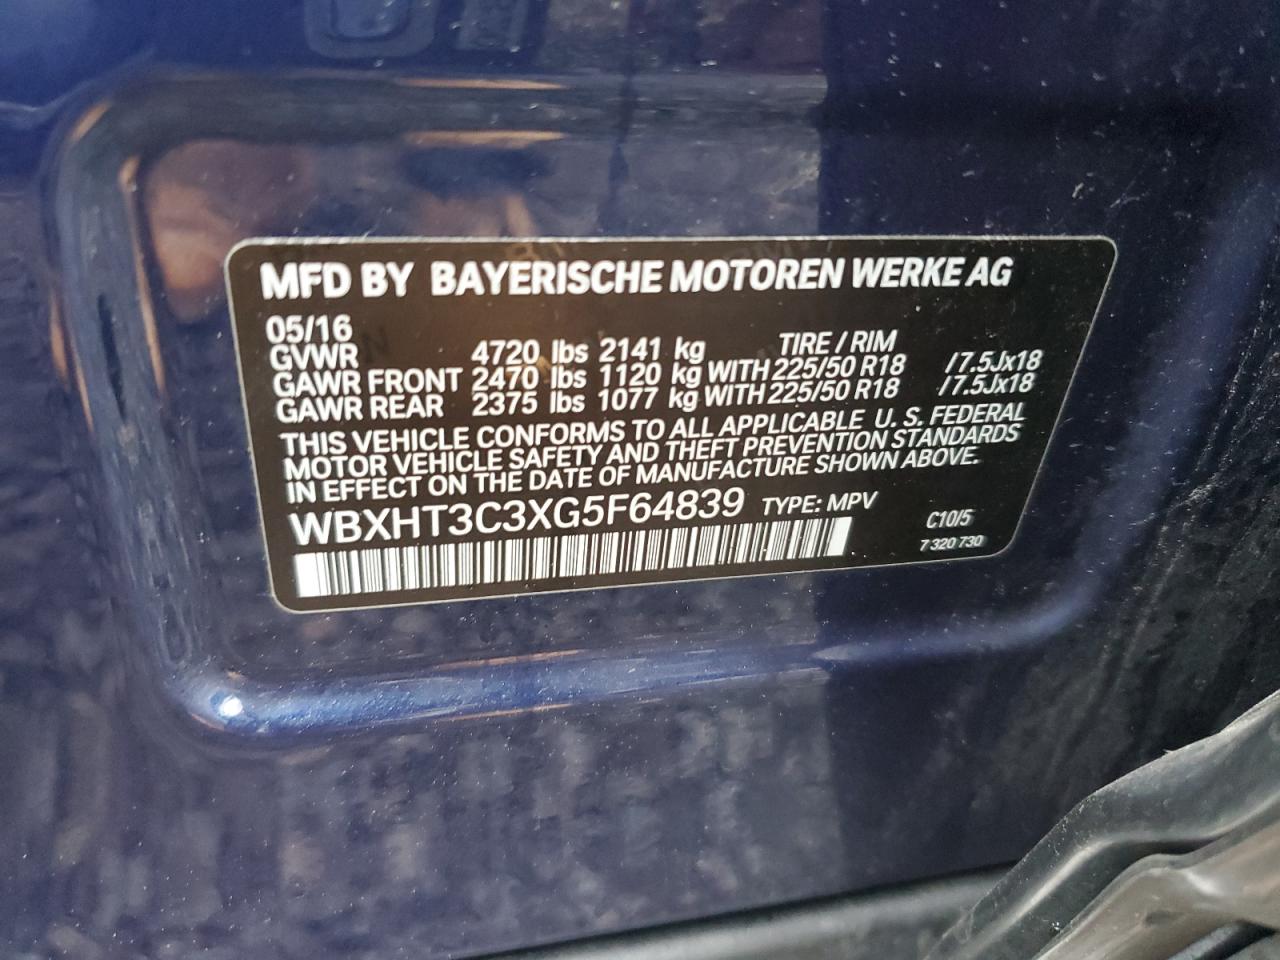 MFD BY BAYERISCHE MOTOREN WERKE AG
05/16 TIRE / RIM
GVWR 4720 lbs 2141 kg
GAWR FRONT 2470 lbs 1120 kg WITH 225/50 R18 /7.5Jx18
GAWR REAR 2375 lbs 1077 kg WITH 225/50 R18 /7.5Jx18
THIS VEHICLE CONFORMS TO ALL APPLICABLE U. S. FEDERAL
MOTOR VEHICLE SAFETY AND THEFT PREVENTION STANDARDS
IN EFFECT ON THE DATE OF MANUFACTURE SHOWN ABOVE.
WBXHT3C3XG5F64839 TYPE: MPV
C10/5
7 320 730